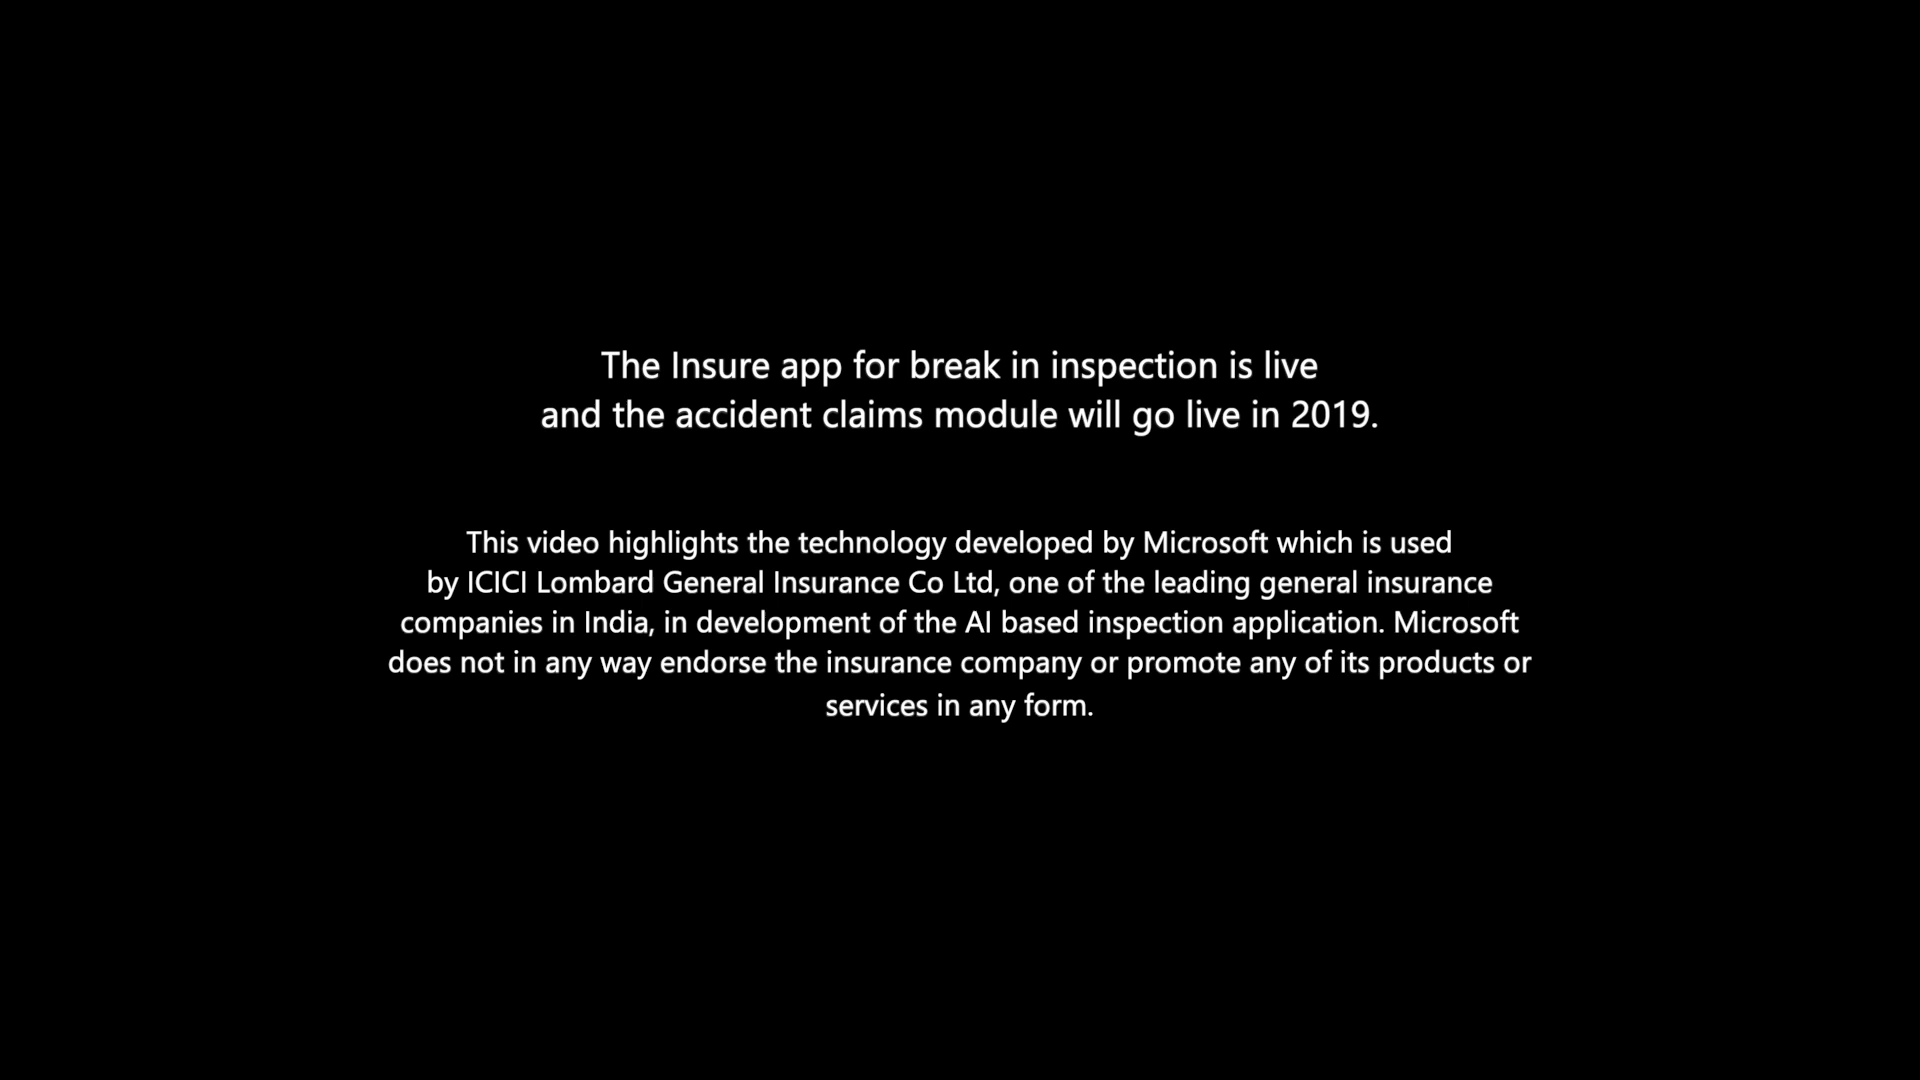 The Insure app for break in inspection is live
and the accident claims module will go live in 2019.
This video highlights the technology developed by Microsoft which is used
by ICICI Lombard General Insurance Co Ltd, one of the leading general insurance
companies in India, in development of the AI based inspection application. Microsoft
does not in any way endorse the insurance company or promote any of its products or
services in any form.